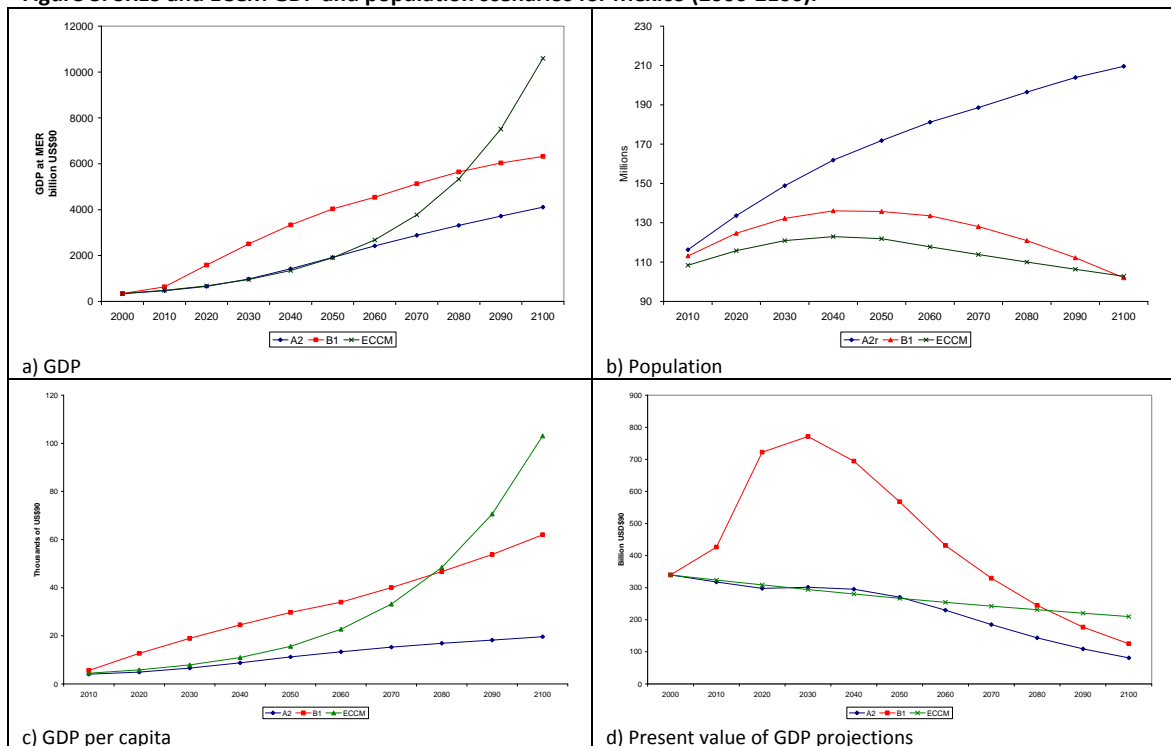 SRES and ECCM GDP and population scenarios for Mexico (2000-2100).
GDP at MER
billion US$90
12000
10000
8000
6000
4000
2000
0
2000 2010 2020 2030 2040 2050 2060 2070 2080 2090 2100
A2 B1 ECCM
a) GDP
Millions
230
210
190
170
150
130
110
90
2010 2020 2030 2040 2050 2060 2070 2080 2090 2100
A2r B1 ECCM
b) Population
Thousands of US$90
120
100
80
60
40
20
0
2010 2020 2030 2040 2050 2060 2070 2080 2090 2100
A2 B1 ECCM
c) GDP per capita
Billion USD$90
900
800
700
600
500
400
300
200
100
0
2000 2010 2020 2030 2040 2050 2060 2070 2080 2090 2100
A2 B1 ECCM
d) Present value of GDP projections